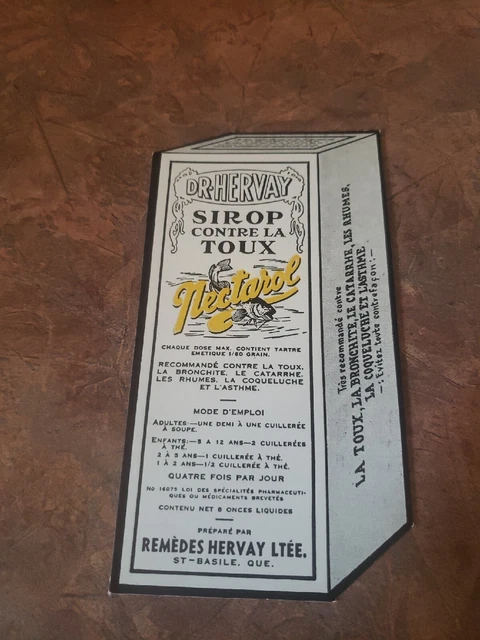 DR. HERVAY
SIROP
CONTRE LA
TOUX
Nectarol
CHAQUE DOSE MAX. CONTIENT TARTRE
EMETIQUE 1/60 GRAIN.
RECOMMANDÉ CONTRE LA TOUX,
LA BRONCHITE, LE CATARRHE,
LES RHUMES, LA COQUELUCHE
ET L'ASTHME.
MODE D'EMPLOI
ADULTES:—UNE DEMI À UNE CUILLERÉE
À SOUPE.
ENFANTS:—5 À 12 ANS—2 CUILLERÉES
À THÉ.
2 À 5 ANS—1 CUILLERÉE À THÉ.
1 À 2 ANS—1/2 CUILLERÉE À THÉ.
QUATRE FOIS PAR JOUR
NO 16075 LOI DES SPÉCIALITÉS PHARMACEUTI-
QUES OU MÉDICAMENTS BREVETÉS
CONTENU NET 6 ONCES LIQUIDES
PRÉPARÉ PAR
REMÈDES HERVAY LTÉE.
ST-BASILE, QUE.
Très recommandé contre
LA TOUX, LA BRONCHITE, LE CATARRHE, LES RHUMES,
LA COQUELUCHE ET L'ASTHME.
—: Evitez toute contrefaçon :—